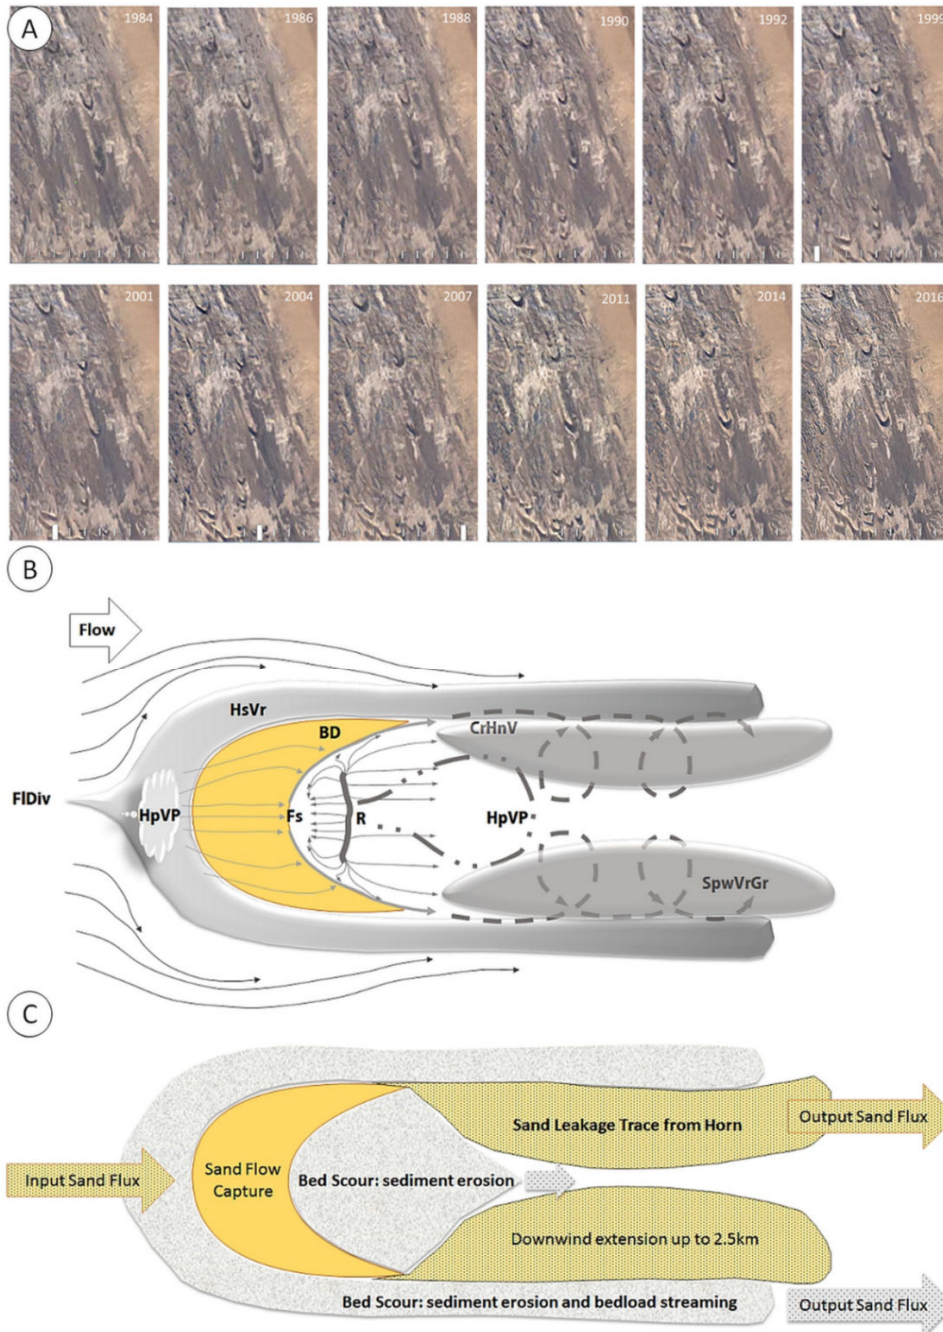 A
1984
1986
1988
1990
1992
1999
2001
2004
2007
2011
2014
2016
B
Flow
HsVr
BD
CrHnV
FlDiv
HpVP
Fs
R
HpVP
SpwVrGr
C
Sand Leakage Trace from Horn
Output Sand Flux
Input Sand Flux
Sand Flow
Capture
Bed Scour: sediment erosion
Downwind extension up to 2.5km
Bed Scour: sediment erosion and bedload streaming
Output Sand Flux